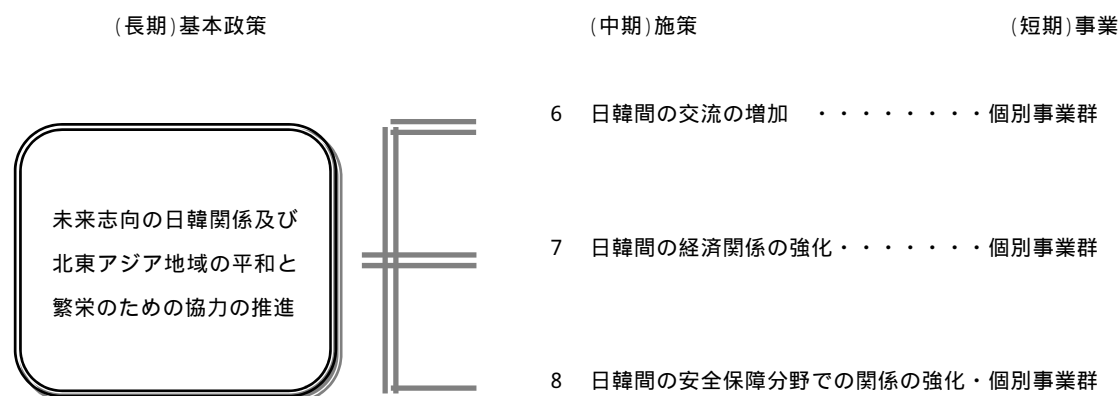 (長期)基本政策 (中期)施策 (短期)事業
6 日韓間の交流の増加 ・・・・・・・・個別事業群
未来志向の日韓関係及び
北東アジア地域の平和と
繁栄のための協力の推進
7 日韓間の経済関係の強化・・・・・・・個別事業群
8 日韓間の安全保障分野での関係の強化・個別事業群